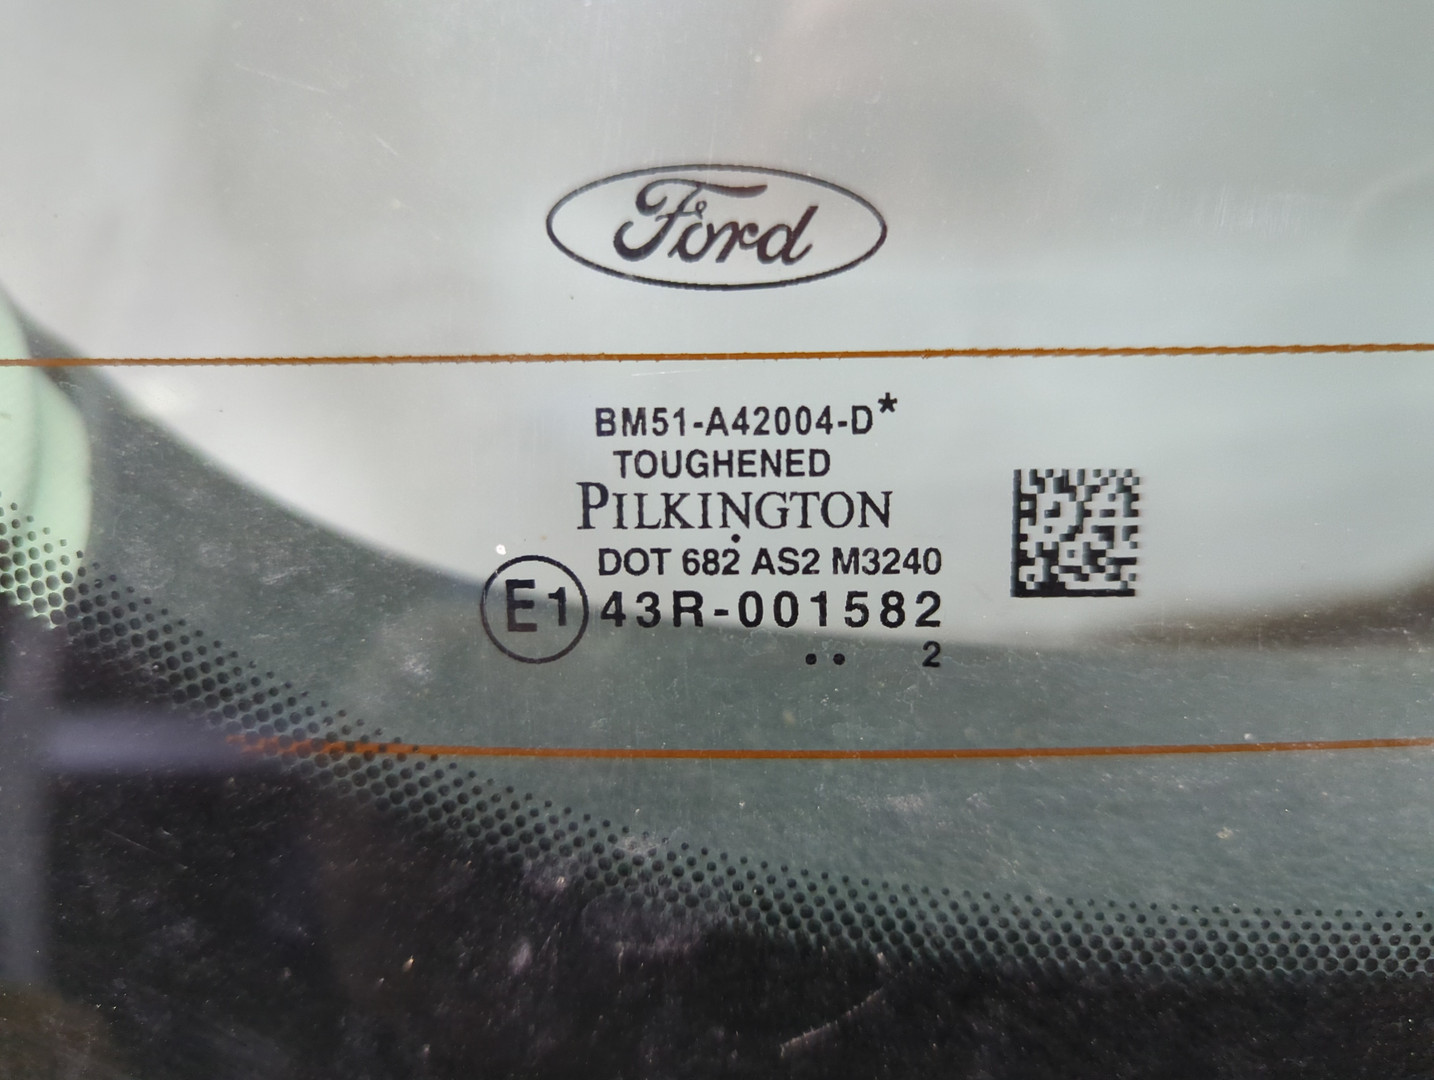 Ford
BM51-A42004-D*
TOUGHENED
PILKINGTON
DOT 682 AS2 M3240
E1 43R-001582
.. 2